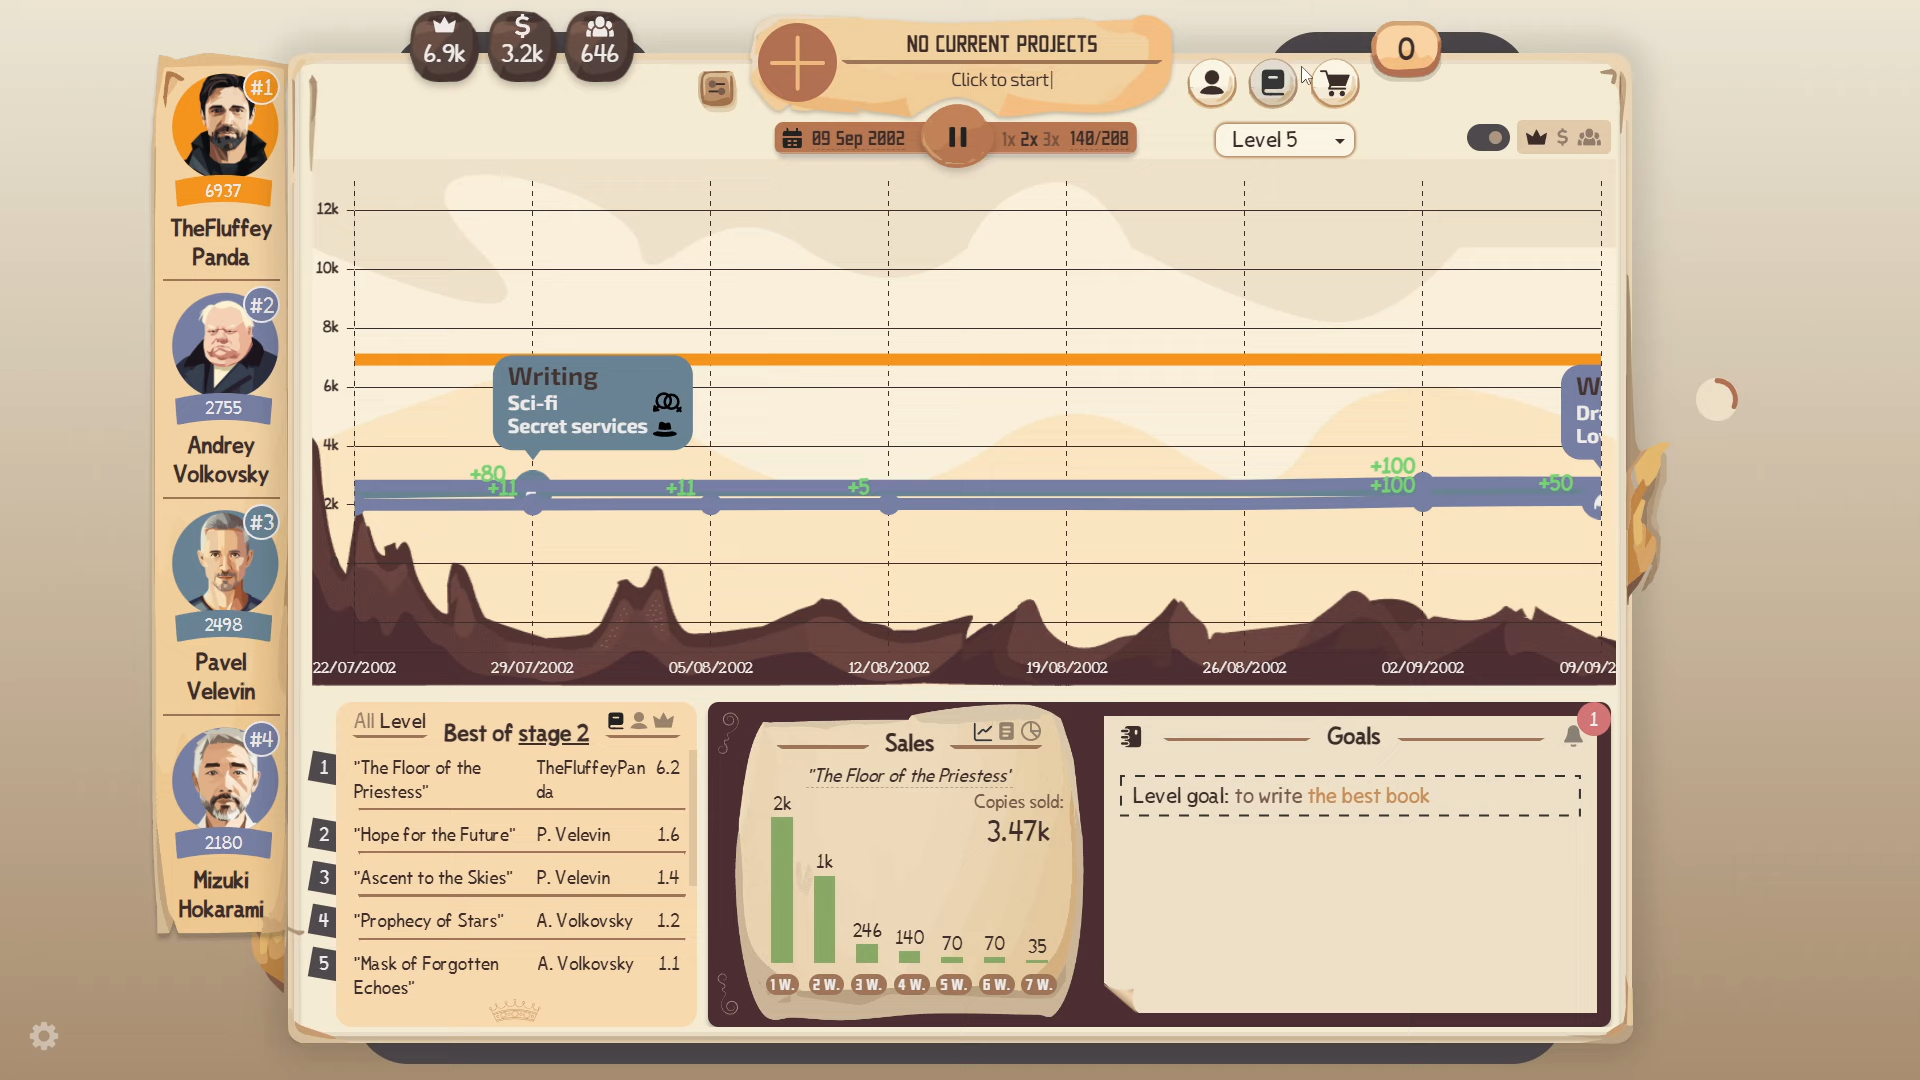 6.9k
3.2k
646
NO CURRENT PROJECTS
Click to start
0
09 Sep 2002
1x 2x 3x 140/208
Level 5
#1
6937
TheFluffey
Panda
#2
2755
Andrey
Volkovsky
#3
2498
Pavel
Velevin
#4
2180
Mizuki
Hokarami
12k
10k
8k
6k
4k
2k
Writing
Sci-fi
Secret services
W
Dr
Lo
+80
+11
+11
+5
+100
+100
+50
22/07/2002
29/07/2002
05/08/2002
12/08/2002
19/08/2002
26/08/2002
02/09/2002
09/09/2
All Level
Best of stage 2
1 "The Floor of the Priestess" TheFluffeyPanda 6.2
2 "Hope for the Future" P. Velevin 1.6
3 "Ascent to the Skies" P. Velevin 1.4
4 "Prophecy of Stars" A. Volkovsky 1.2
5 "Mask of Forgotten Echoes" A. Volkovsky 1.1
Sales
"The Floor of the Priestess"
Copies sold:
3.47k
2k
1k
246
140
70
70
35
1 W. 2 W. 3 W. 4 W. 5 W. 6 W. 7 W.
Goals
1
Level goal: to write the best book